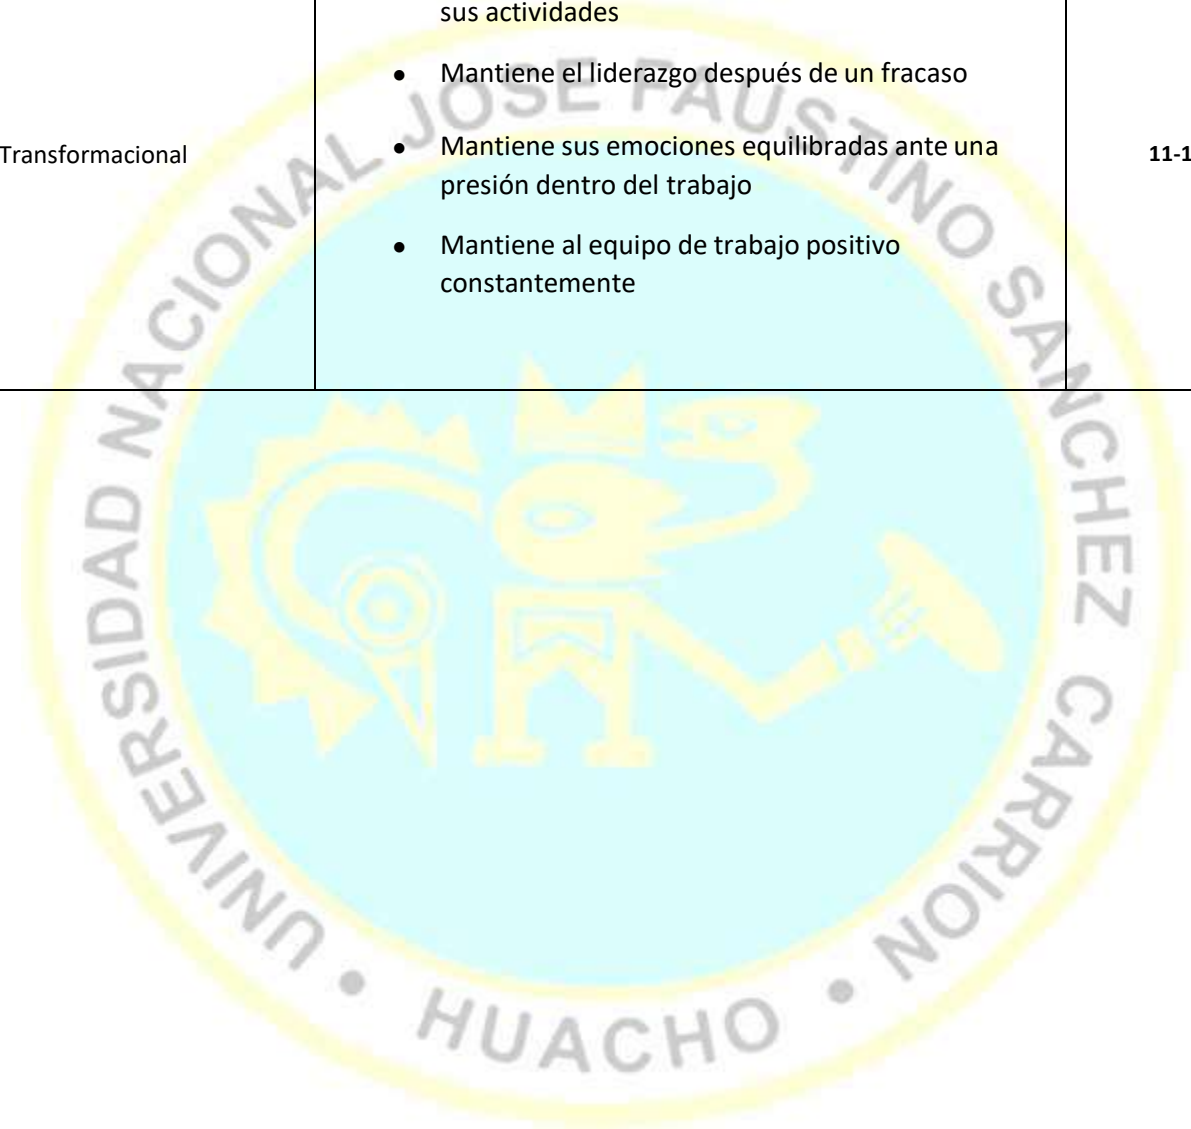 sus actividades
• Mantiene el liderazgo después de un fracaso
Transformacional
• Mantiene sus emociones equilibradas ante una
presión dentro del trabajo
11-1
• Mantiene al equipo de trabajo positivo
constantemente
UNIVERSIDAD NACIONAL JOSE FAUSTINO SANCHEZ CARRION • HUACHO •